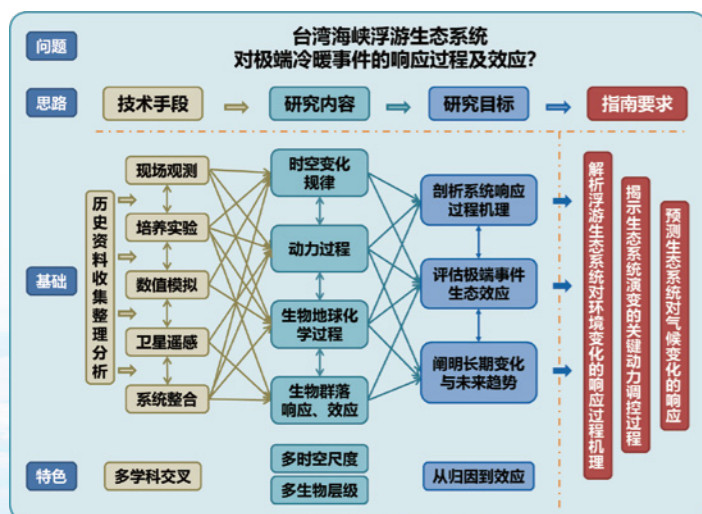 问题
台湾海峡浮游生态系统
对极端冷暖事件的响应过程及效应?
思路
技术手段
研究内容
研究目标
指南要求
基础
历史资料收集整理分析
现场观测
培养实验
数值模拟
卫星遥感
系统整合
时空变化
规律
动力过程
生物地球化
学过程
生物群落
响应、效应
剖析系统响应
过程机理
评估极端事件
生态效应
阐明长期变化
与未来趋势
解析浮游生态系统对环境变化的响应过程机理
揭示生态系统演变的关键动力调控过程
预测生态系统对气候变化的响应
特色
多学科交叉
多时空尺度
多生物层级
从归因到效应